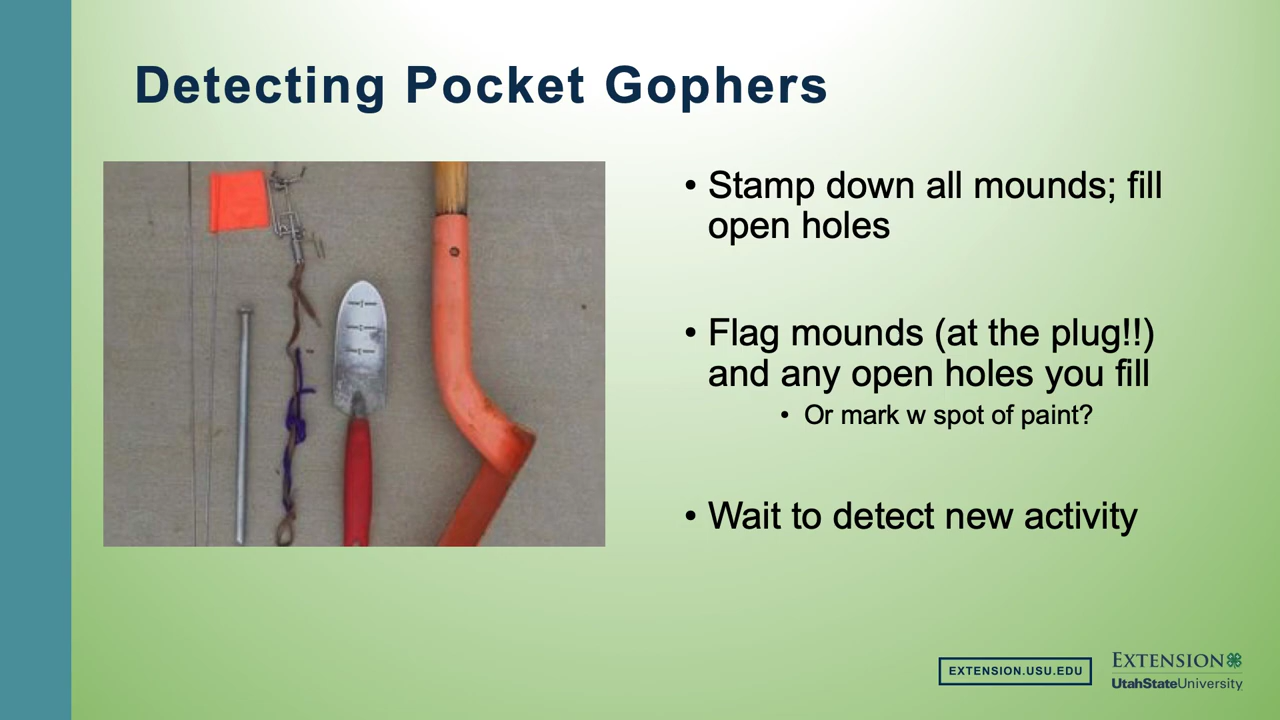 Detecting Pocket Gophers
• Stamp down all mounds; fill
open holes
• Flag mounds (at the plug!!)
and any open holes you fill
• Or mark w spot of paint?
• Wait to detect new activity
EXTENSION.USU.EDU
EXTENSION
UtahStateUniversity